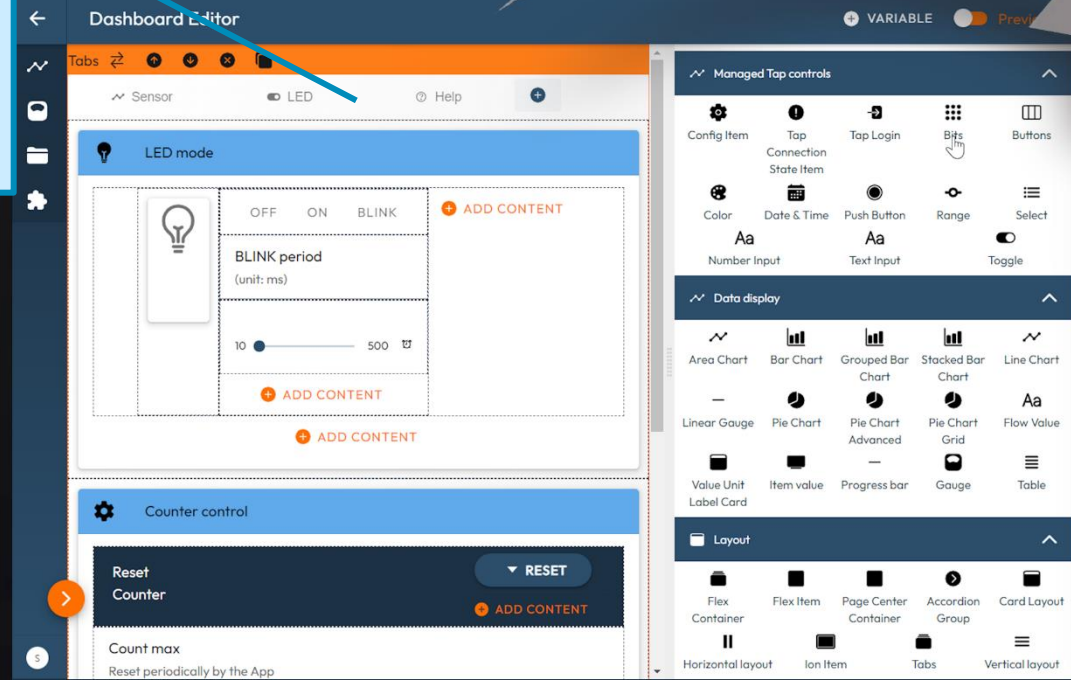 Dashboard Editor
VARIABLE
Tabs
Sensor
LED
Help
LED mode
OFF ON BLINK
ADD CONTENT
BLINK period
(unit: ms)
10 500
ADD CONTENT
ADD CONTENT
Counter control
Reset
Counter
RESET
ADD CONTENT
Count max
Reset periodically by the App
S
Managed Tap controls
Config Item
Tap
Connection
State Item
Tap Login
Bits
Buttons
Color
Date & Time
Push Button
Range
Select
Aa
Number Input
Aa
Text Input
Toggle
Data display
Area Chart
Bar Chart
Grouped Bar
Chart
Stacked Bar
Chart
Line Chart
Linear Gauge
Pie Chart
Pie Chart
Advanced
Pie Chart
Grid
Aa
Flow Value
Value Unit
Label Card
Item value
Progress bar
Gauge
Table
Layout
Flex
Container
Flex Item
Page Center
Container
Accordion
Group
Card Layout
Horizontal layout
Ion Item
Tabs
Vertical layout